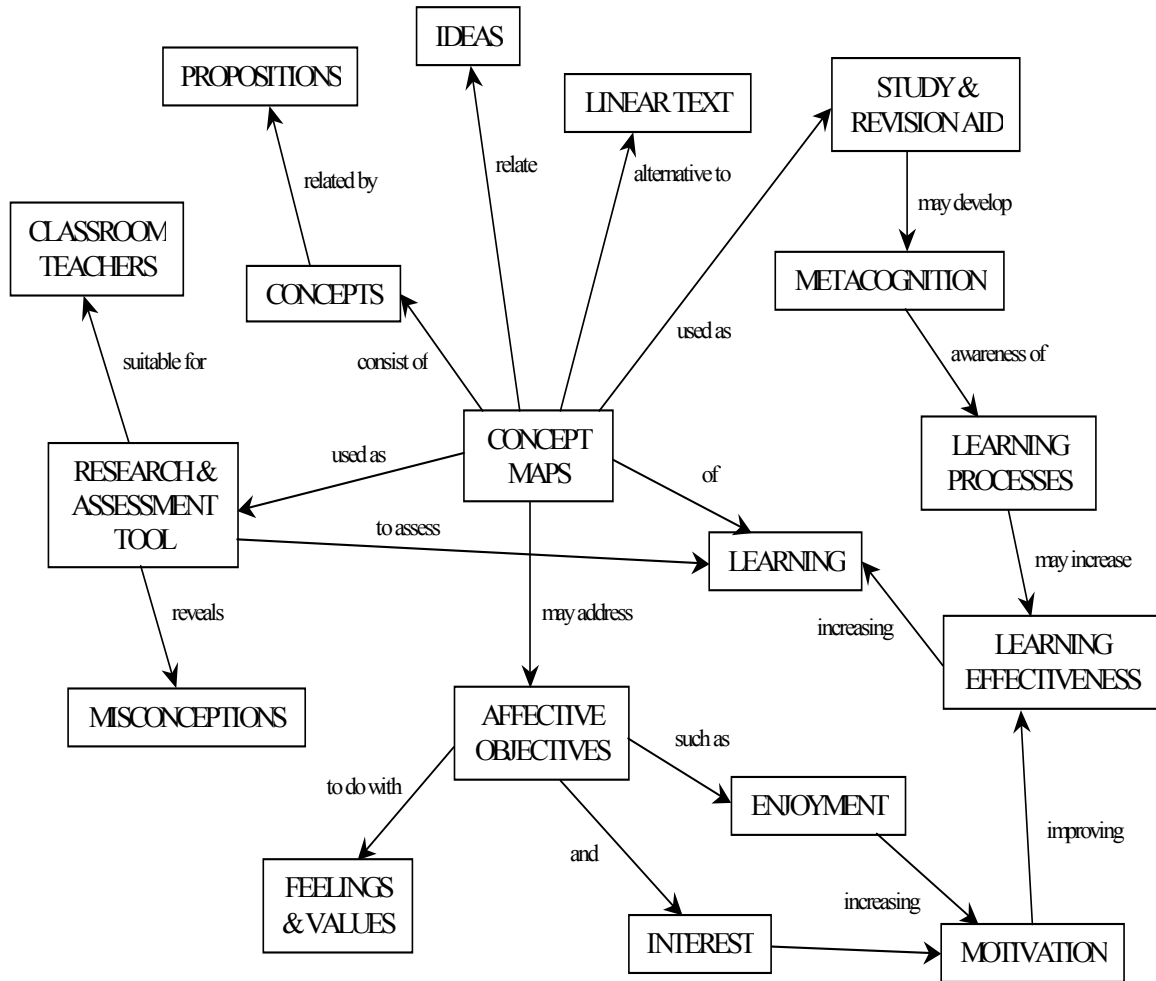 IDEAS
PROPOSITIONS
LINEAR TEXT
STUDY &
REVISION AID
relate
alternative to
related by
may develop
CLASSROOM
TEACHERS
CONCEPTS
METACOGNITION
used as
suitable for
consist of
awareness of
CONCEPT
MAPS
LEARNING
PROCESSES
used as
RESEARCH &
ASSESSMENT
TOOL
of
to assess
LEARNING
may increase
reveals
may address
increasing
LEARNING
EFFECTIVENESS
MISCONCEPTIONS
AFFECTIVE
OBJECTIVES
such as
to do with
ENJOYMENT
improving
and
FEELINGS
& VALUES
increasing
INTEREST
MOTIVATION